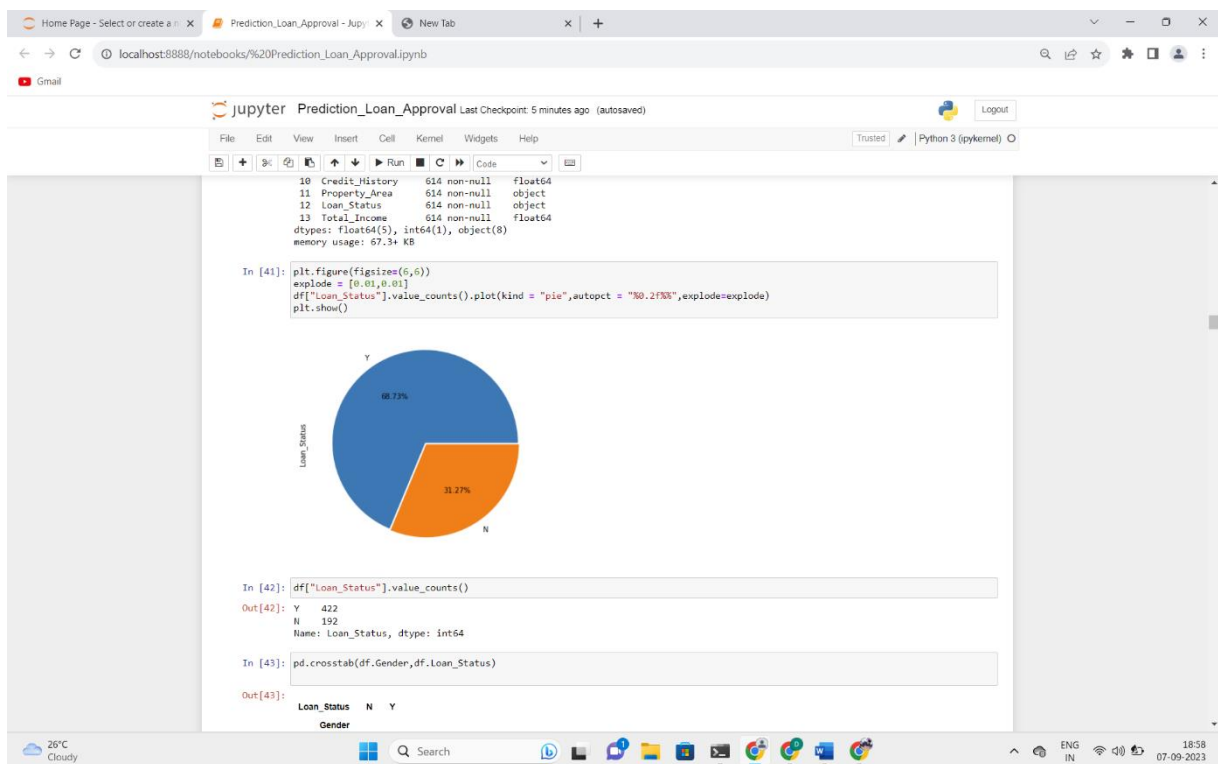 Home Page - Select or create a n
Prediction_Loan_Approval - Jupy
New Tab
localhost:8888/notebooks/%20Prediction_Loan_Approval.ipynb
Gmail
jupyter Prediction_Loan_Approval Last Checkpoint: 5 minutes ago (autosaved)
Logout
File Edit View Insert Cell Kernel Widgets Help
Trusted Python 3 (ipykernel)
Run Code
10 Credit_History 614 non-null float64
11 Property_Area 614 non-null object
12 Loan_Status 614 non-null object
13 Total_Income 614 non-null float64
dtypes: float64(5), int64(1), object(8)
memory usage: 67.3+ KB
In [41]: plt.figure(figsize=(6,6))
explode = [0.01,0.01]
df["Loan_Status"].value_counts().plot(kind = "pie",autopct = "%0.2f%%",explode=explode)
plt.show()
Y
68.73%
Loan_Status
31.27%
N
In [42]: df["Loan_Status"].value_counts()
Out[42]: Y 422
N 192
Name: Loan_Status, dtype: int64
In [43]: pd.crosstab(df.Gender,df.Loan_Status)
Out[43]:
Loan_Status N Y
Gender
26°C
Cloudy
Search
ENG
IN
18:58
07-09-2023